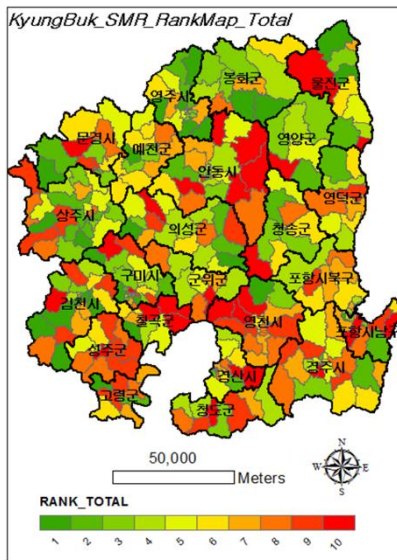 KyungBuk_SMR_RankMap_Total
봉화군
울진군
영주시
문경시
예천군
영양군
안동시
상주시
영덕군
의성군
청송군
구미시
군위군
포항시북구
김천시
칠곡군
영천시
포항시남구
성주군
경산시
경주시
고령군
청도군
N
W E
S
50,000
Meters
RANK_TOTAL
1 2 3 4 5 6 7 8 9 10